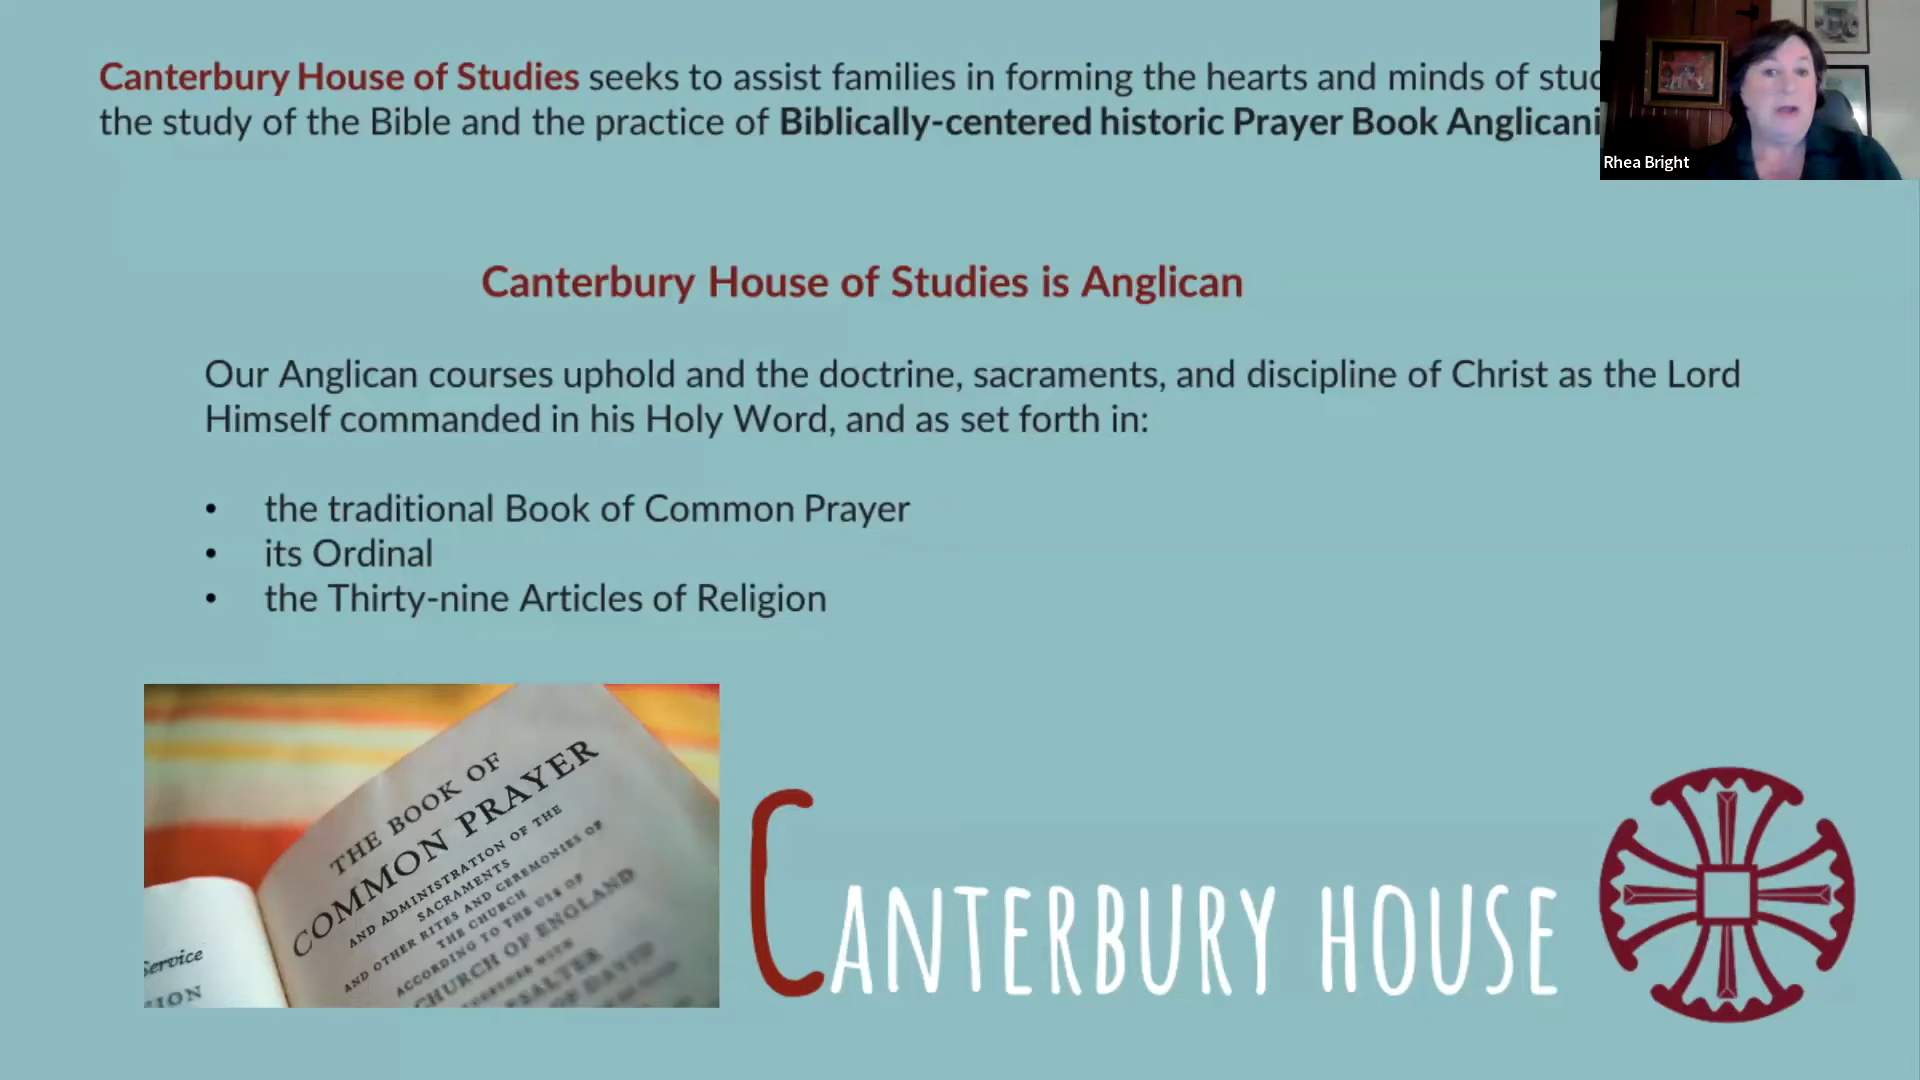 Canterbury House of Studies seeks to assist families in forming the hearts and minds of
the study of the Bible and the practice of Biblically-centered historic Prayer Book
Rhea Bright
Canterbury House of Studies is Anglican
Our Anglican courses uphold and the doctrine, sacraments, and discipline of Christ as the Lord
Himself commanded in his Holy Word, and as set forth in:
• the traditional Book of Common Prayer
• its Ordinal
• the Thirty-nine Articles of Religion
THE BOOK OF
COMMON PRAYER
AND ADMINISTRATION OF THE
SACRAMENTS
AND OTHER RITES AND CEREMONIES OF
THE CHURCH
ACCORDING TO THE USE OF
CHURCH OF ENGLAND
TOGETHER WITH
PSALTER
OF DAVID
Service
CANTERBURY HOUSE